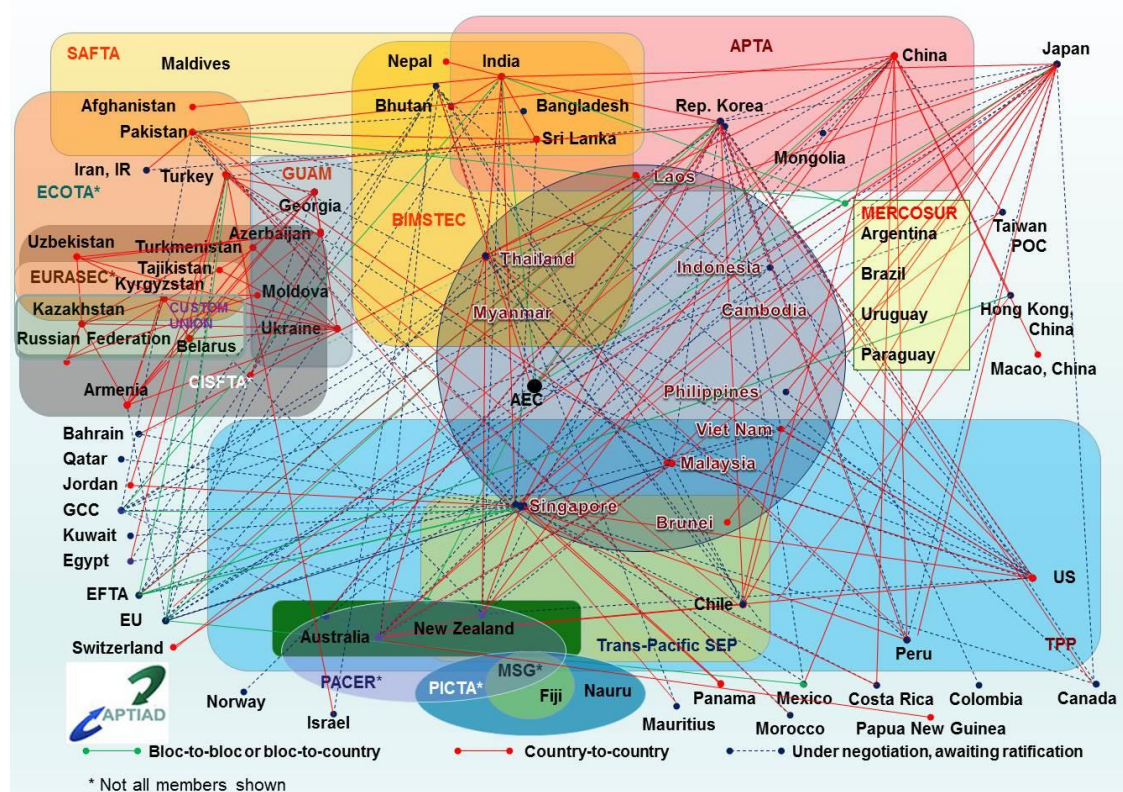 SAFTA
Maldives
Nepal
India
APTA
China
Japan
Afghanistan
Bhutan
Bangladesh
Rep. Korea
Pakistan
Sri Lanka
Mongolia
Iran, IR
Turkey
GUAM
Laos
ECOTA*
Georgia
BIMSTEC
MERCOSUR
Argentina
Taiwan
POC
Uzbekistan
Turkmenistan
Azerbaijan
Thailand
Indonesia
EURASEC*
Tajikistan
Kyrgyzstan
Brazil
Kazakhstan
CUSTOM
UNION
Moldova
Myanmar
Cambodia
Uruguay
Hong Kong,
China
Russian Federation
Belarus
Ukraine
Paraguay
Macao, China
Armenia
CISFTA*
AEC
Philippines
Bahrain
Viet Nam
Qatar
Malaysia
Jordan
GCC
Singapore
Brunei
Kuwait
Egypt
US
EFTA
Chile
EU
Australia
New Zealand
Switzerland
Trans-Pacific SEP
Peru
TPP
MSG*
PACER*
PICTA*
Fiji
Nauru
APTIAD
Norway
Israel
Mauritius
Panama
Morocco
Mexico
Costa Rica
Papua New Guinea
Colombia
Canada
Bloc-to-bloc or bloc-to-country
Country-to-country
Under negotiation, awaiting ratification
* Not all members shown